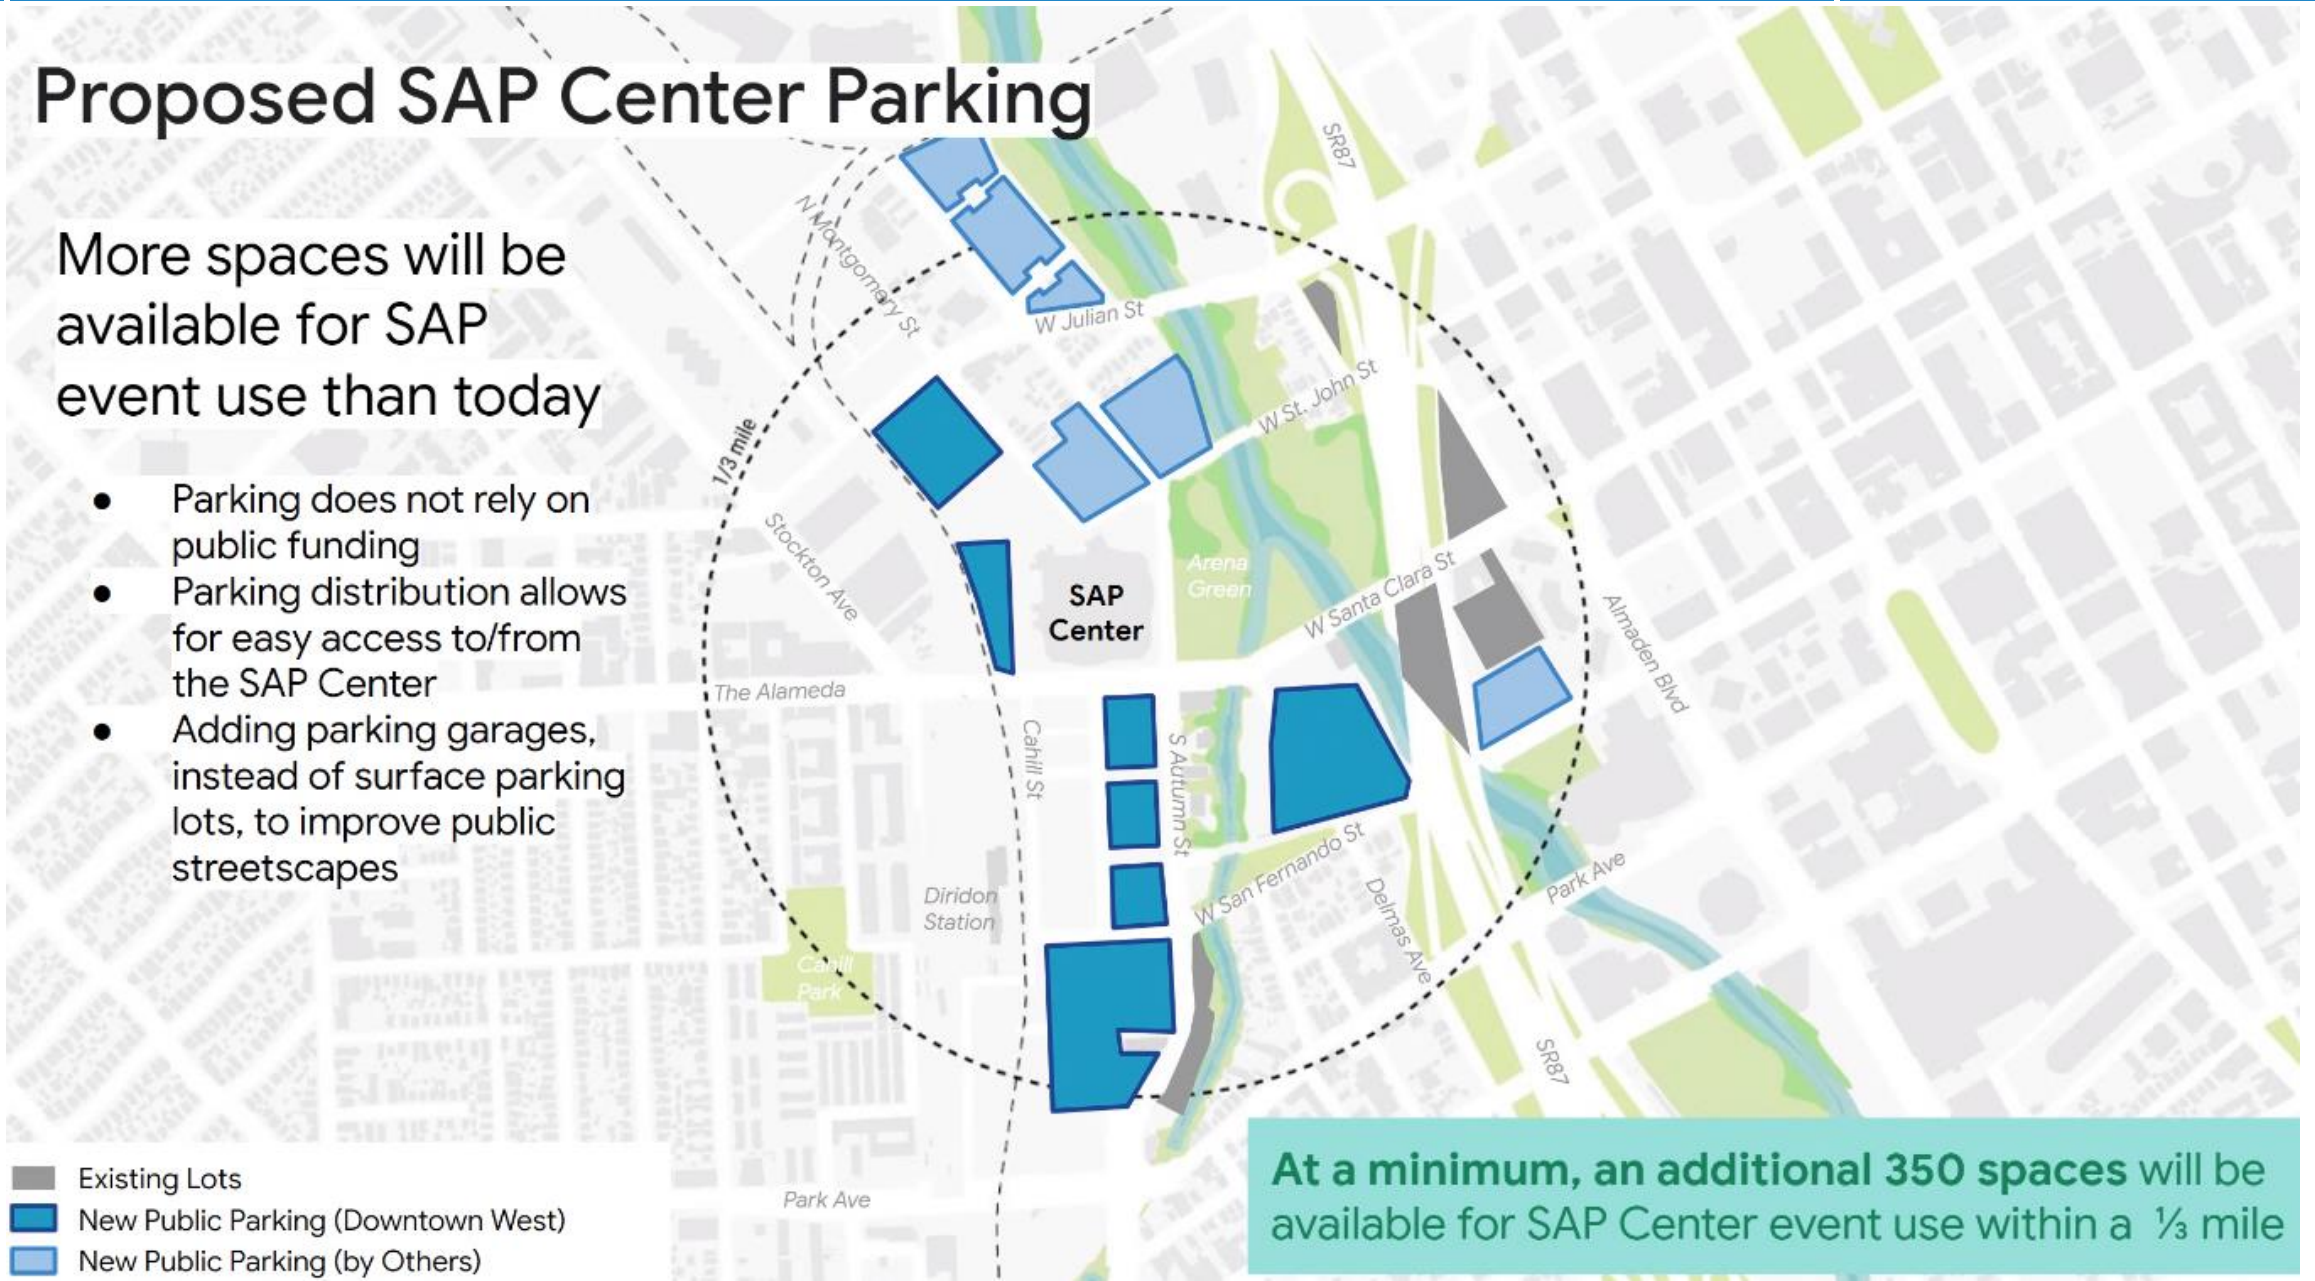 Proposed SAP Center Parking
More spaces will be
available for SAP
event use than today
● Parking does not rely on
public funding
● Parking distribution allows
for easy access to/from
the SAP Center
● Adding parking garages,
instead of surface parking
lots, to improve public
streetscapes
SR87
N Montgomery St
W Julian St
W St. John St
1/3 mile
Stockton Ave
Arena
Green
SAP
Center
W Santa Clara St
Almaden Blvd
The Alameda
Cahill St
S Autumn St
W San Fernando St
Delmas Ave
Park Ave
Diridon
Station
Cahill
Park
SR87
Park Ave
Existing Lots
New Public Parking (Downtown West)
New Public Parking (by Others)
At a minimum, an additional 350 spaces will be
available for SAP Center event use within a ⅓ mile